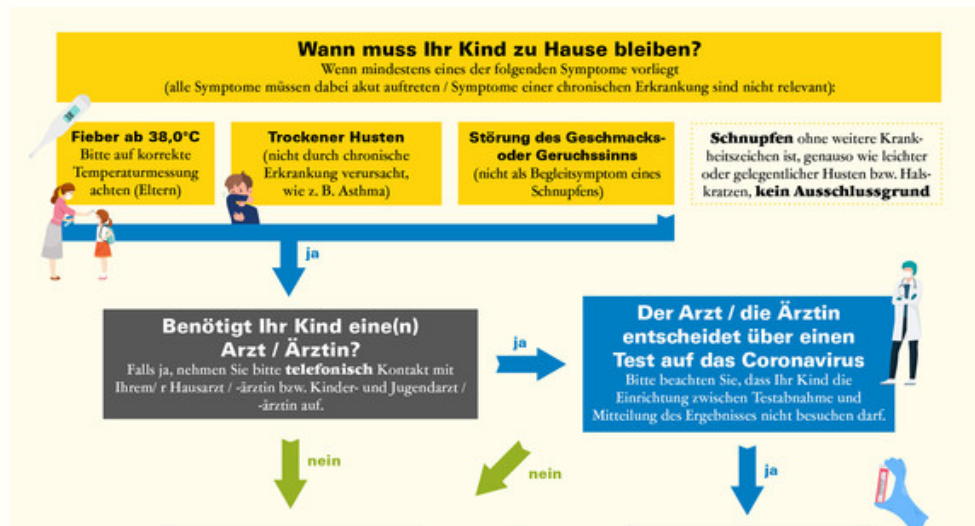 Wann muss Ihr Kind zu Hause bleiben?
Wenn mindestens eines der folgenden Symptome vorliegt
(alle Symptome müssen dabei akut auftreten / Symptome einer chronischen Erkrankung sind nicht relevant):
Fieber ab 38,0°C
Bitte auf korrekte
Temperaturmessung
achten (Eltern)
Trockener Husten
(nicht durch chronische
Erkrankung verursacht,
wie z. B. Asthma)
Störung des Geschmacks-
oder Geruchssinns
(nicht als Begleitsymptom eines
Schnupfens)
Schnupfen ohne weitere Krank-
heitszeichen ist, genauso wie leichter
oder gelegentlicher Husten bzw. Hals-
kratzen, kein Ausschlussgrund
ja
Benötigt Ihr Kind eine(n)
Arzt / Ärztin?
Falls ja, nehmen Sie bitte telefonisch Kontakt mit
Ihrem/ r Hausarzt / -ärztin bzw. Kinder- und Jugendarzt /
-ärztin auf.
ja
Der Arzt / die Ärztin
entscheidet über einen
Test auf das Coronavirus
Bitte beachten Sie, dass Ihr Kind die
Einrichtung zwischen Testabnahme und
Mitteilung des Ergebnisses nicht besuchen darf.
nein
nein
ja